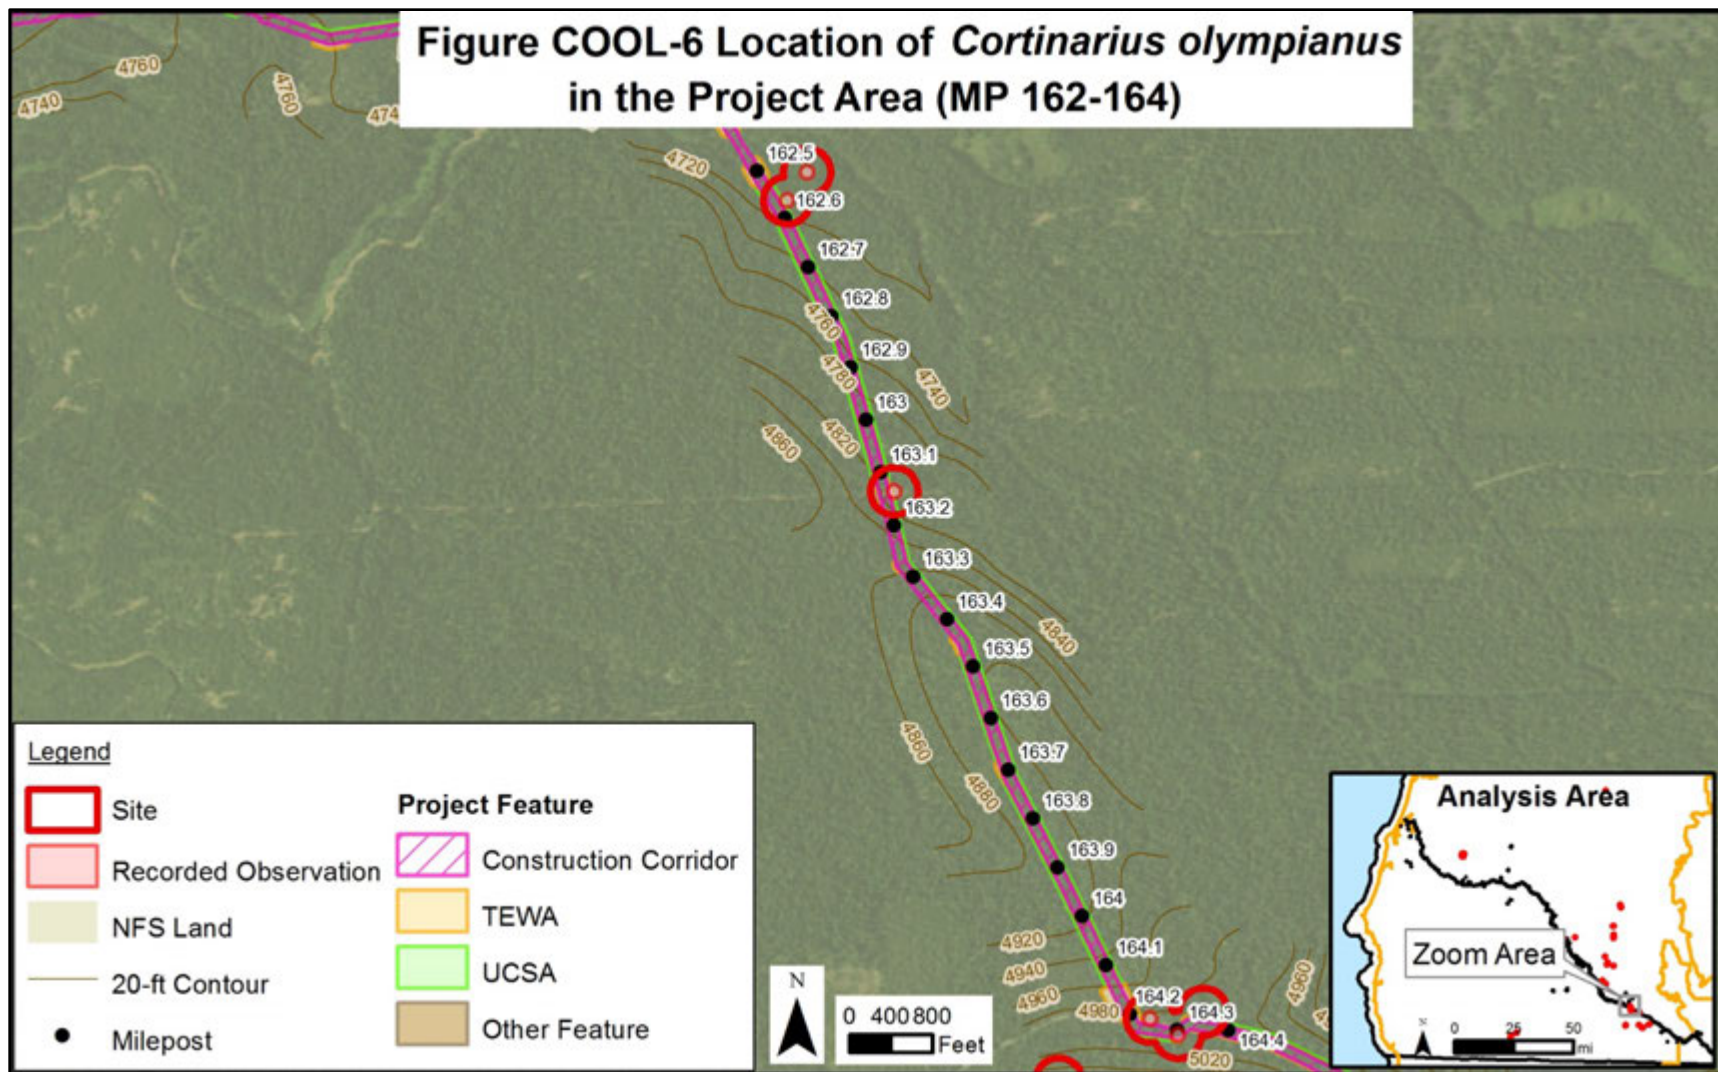 Figure COOL-6 Location of Cortinarius olympianus
in the Project Area (MP 162-164)
4760
4740
4760
4720
162.5
162.6
162.7
162.8
4760
162.9
4780
4740
163
4820
4860
163.1
163.2
163.3
163.4
4840
163.5
163.6
4860
163.7
4880
163.8
163.9
164
4920
164.1
4940
4960
4960
164.2
4980
164.3
164.4
5020
Legend
Site
Recorded Observation
NFS Land
20-ft Contour
Milepost
Project Feature
Construction Corridor
TEWA
UCSA
Other Feature
N
0 400 800
Feet
Analysis Area
Zoom Area
N
0 25 50
mi